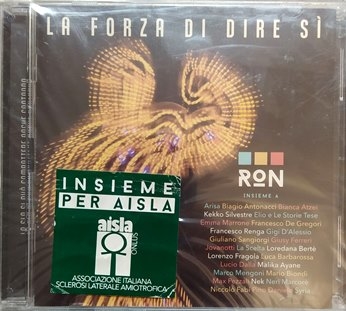 LA FORZA DI DIRE SÌ
RON
INSIEME A
Arisa Biagio Antonacci Bianca Atzei
Kekko Silvestre Elio e Le Storie Tese
Emma Marrone Francesco De Gregori
Francesco Renga Gigi D'Alessio
Giuliano Sangiorgi Giusy Ferreri
Jovanotti La Scelta Loredana Bertè
Lorenzo Fragola Luca Barbarossa
Lucio Dalla Malika Ayane
Marco Mengoni Mario Biondi
Max Pezzali Nek Neri Marcorè
Niccolò Fabi Pino Daniele Syria
INSIEME
PER AISLA
aisla
ONLUS
ASSOCIAZIONE ITALIANA
SCLEROSI LATERALE AMIOTROFICA